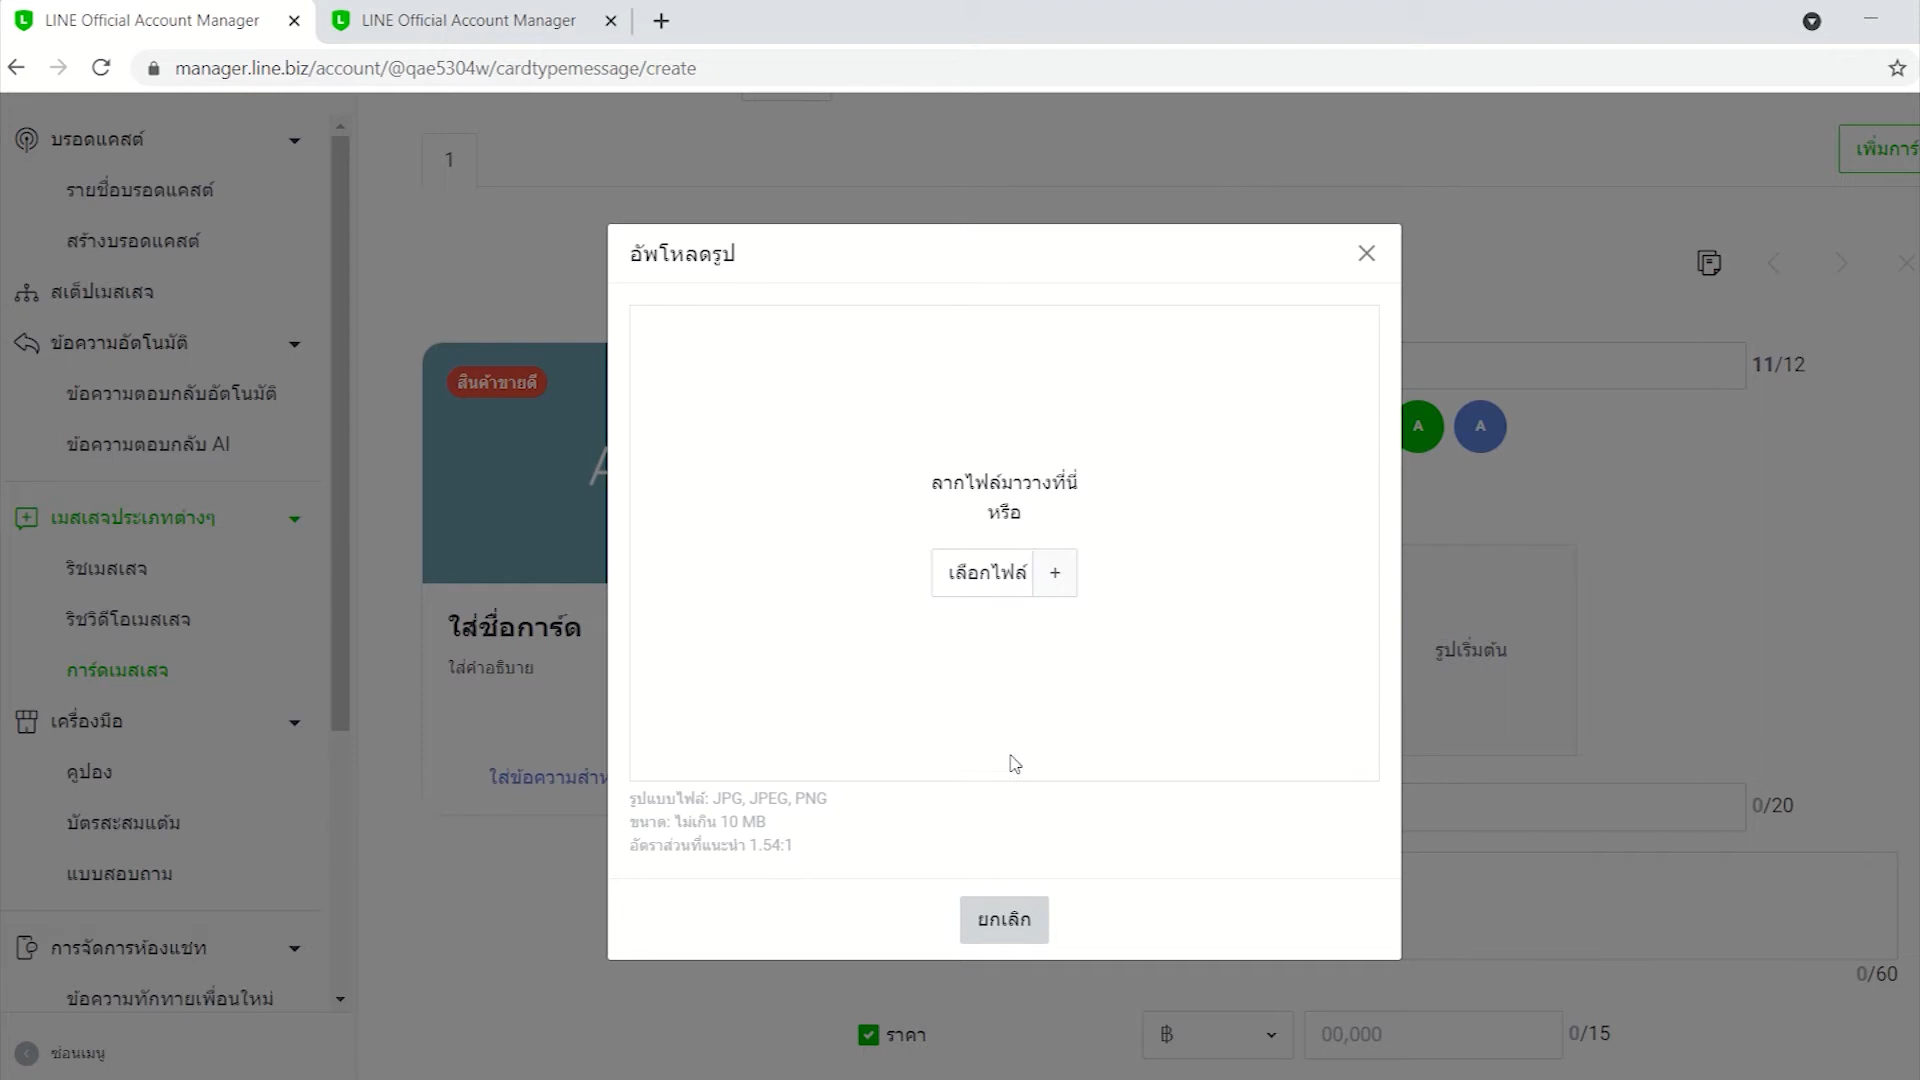 LINE Official Account Manager
LINE Official Account Manager
manager.line.biz/account/@qae5304w/cardtypemessage/create
บรอดแคสต์
รายชื่อบรอดแคสต์
สร้างบรอดแคสต์
สเต็ปเมสเสจ
ข้อความอัตโนมัติ
ข้อความตอบกลับอัตโนมัติ
ข้อความตอบกลับ AI
เมสเสจประเภทต่างๆ
ริชเมสเสจ
ริชวิดีโอเมสเสจ
การ์ดเมสเสจ
เครื่องมือ
คูปอง
บัตรสะสมแต้ม
แบบสอบถาม
การจัดการห้องแชท
ข้อความทักทายเพื่อนใหม่
ซ่อนเมนู
1
เพิ่มการ์
สินค้าขายดี
A
ใส่ชื่อการ์ด
ใส่คำอธิบาย
ใส่ข้อความสำห
อัพโหลดรูป
ลากไฟล์มาวางที่นี่
หรือ
เลือกไฟล์ +
รูปแบบไฟล์: JPG, JPEG, PNG
ขนาด: ไม่เกิน 10 MB
อัตราส่วนที่แนะนำ 1.54:1
ยกเลิก
11/12
A A
รูปเริ่มต้น
0/20
0/60
ราคา ฿ 00,000 0/15